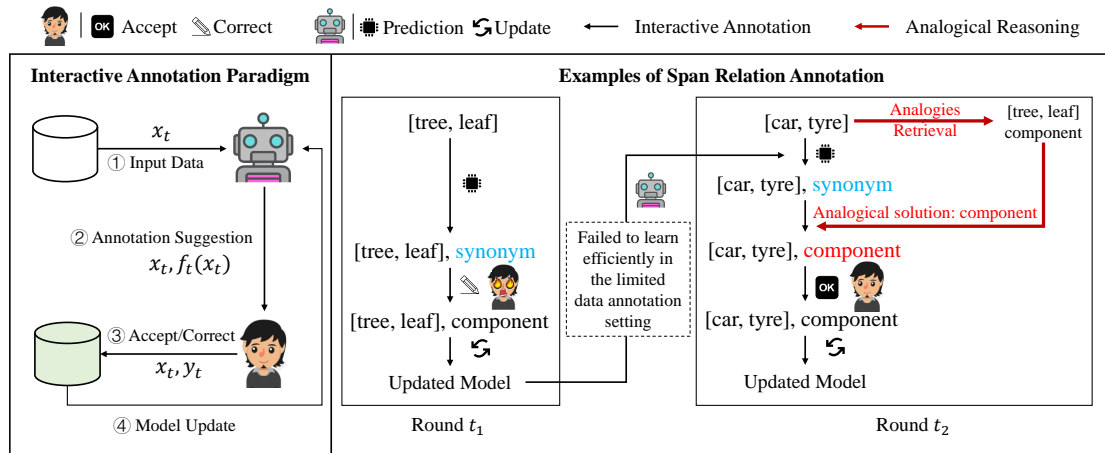 OK Accept Correct Prediction Update Interactive Annotation Analogical Reasoning
Interactive Annotation Paradigm
x_t
① Input Data
② Annotation Suggestion
x_t, f_t(x_t)
③ Accept/Correct
x_t, y_t
④ Model Update
Examples of Span Relation Annotation
[tree, leaf]
[tree, leaf], synonym
[tree, leaf], component
Updated Model
Round t_1
Failed to learn
efficiently in
the limited
data annotation
setting
[car, tyre]
Analogies
Retrieval
[tree, leaf]
component
[car, tyre], synonym
Analogical solution: component
[car, tyre], component
OK
[car, tyre], component
Updated Model
Round t_2